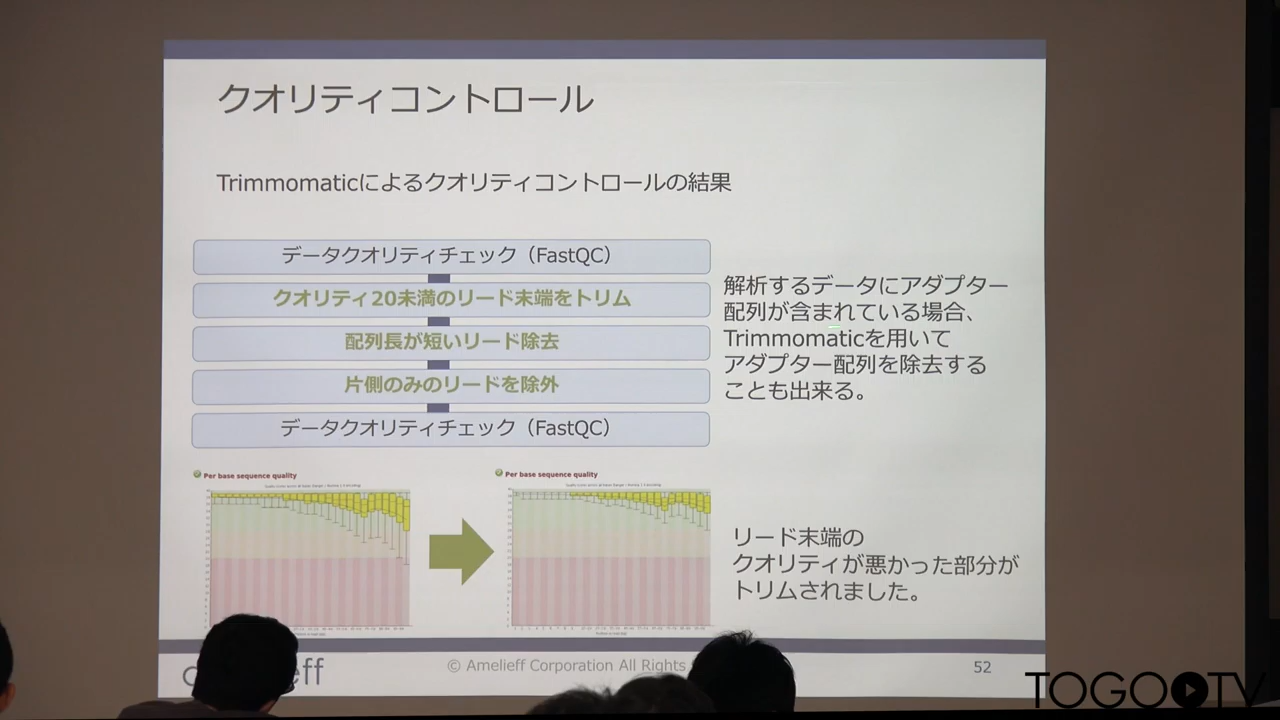 クオリティコントロール
Trimmomaticによるクオリティコントロールの結果
データクオリティチェック（FastQC）
クオリティ20未満のリード末端をトリム
配列長が短いリード除去
片側のみのリードを除外
データクオリティチェック（FastQC）
解析するデータにアダプター
配列が含まれている場合、
Trimmomaticを用いて
アダプター配列を除去する
ことも出来る。
Per base sequence quality
Per base sequence quality
リード末端の
クオリティが悪かった部分が
トリムされました。
© Amelieff Corporation All Rights
52
TOGOTV